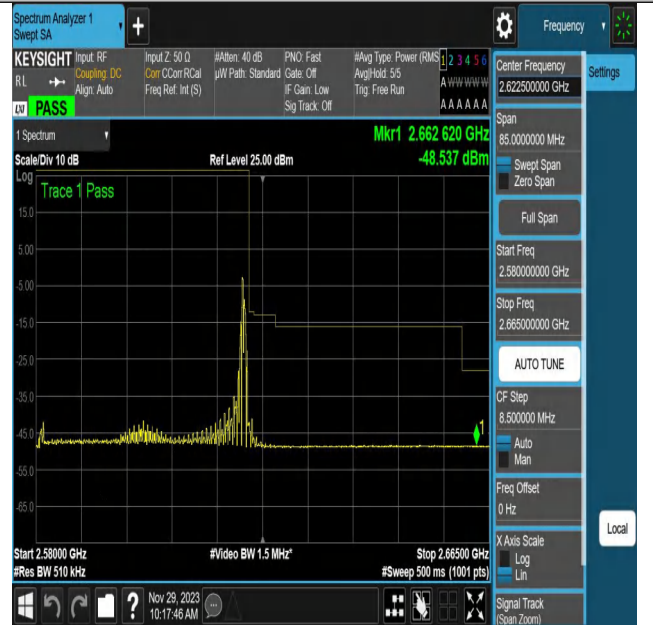 Spectrum Analyzer 1
Swept SA
+
Frequency
KEYSIGHT
RL
Align: Auto
LXI
PASS
Input: RF
Coupling: DC
Input Z: 50 Ω
Corr CCorr RCal
Freq Ref: Int (S)
#Atten: 40 dB
µW Path: Standard
PNO: Fast
Gate: Off
IF Gain: Low
Sig Track: Off
#Avg Type: Power (RMS
Avg|Hold: 5/5
Trig: Free Run
1 2 3 4 5 6
A W W W W W
A A A A A A
Center Frequency
2.622500000 GHz
Settings
1 Spectrum
Mkr1 2.662 620 GHz
Scale/Div 10 dB
Ref Level 25.00 dBm
-48.537 dBm
Span
85.0000000 MHz
Swept Span
Zero Span
Log
Trace 1 Pass
15.0
5.00
-5.00
-15.0
-25.0
-35.0
-45.0
-55.0
-65.0
1
Full Span
Start Freq
2.580000000 GHz
Stop Freq
2.665000000 GHz
AUTO TUNE
CF Step
8.500000 MHz
Auto
Man
Freq Offset
0 Hz
Local
X Axis Scale
Log
Lin
Start 2.58000 GHz
#Video BW 1.5 MHz*
Stop 2.66500 GHz
#Res BW 510 kHz
#Sweep 500 ms (1001 pts)
Signal Track
(Span Zoom)
?
Nov 29, 2023
10:17:46 AM